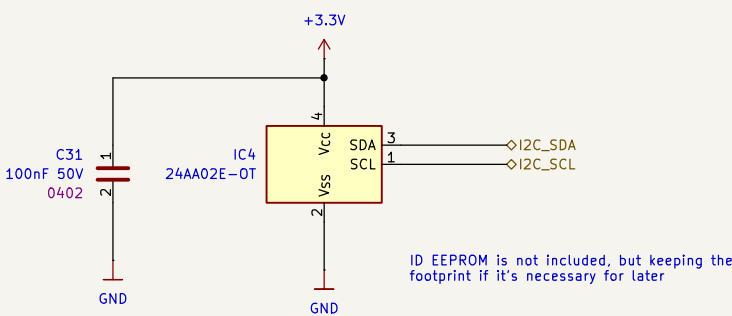 +3.3V
C31
100nF 50V
0402
1
2
IC4
24AA02E-OT
4
Vcc
SDA
3
I2C_SDA
SCL
1
I2C_SCL
Vss
2
GND
GND
ID EEPROM is not included, but keeping the
footprint if it's necessary for later